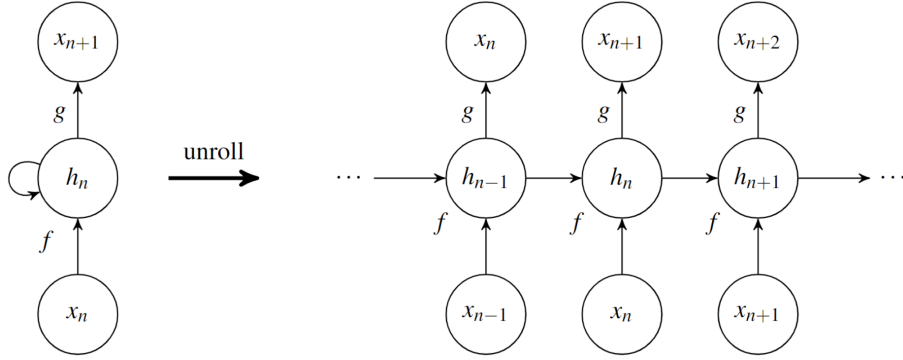 x_{n+1} x_n x_{n+1} x_{n+2}
g g g g
unroll
h_n ··· h_{n−1} h_n h_{n+1} ···
f f f f
x_n x_{n−1} x_n x_{n+1}